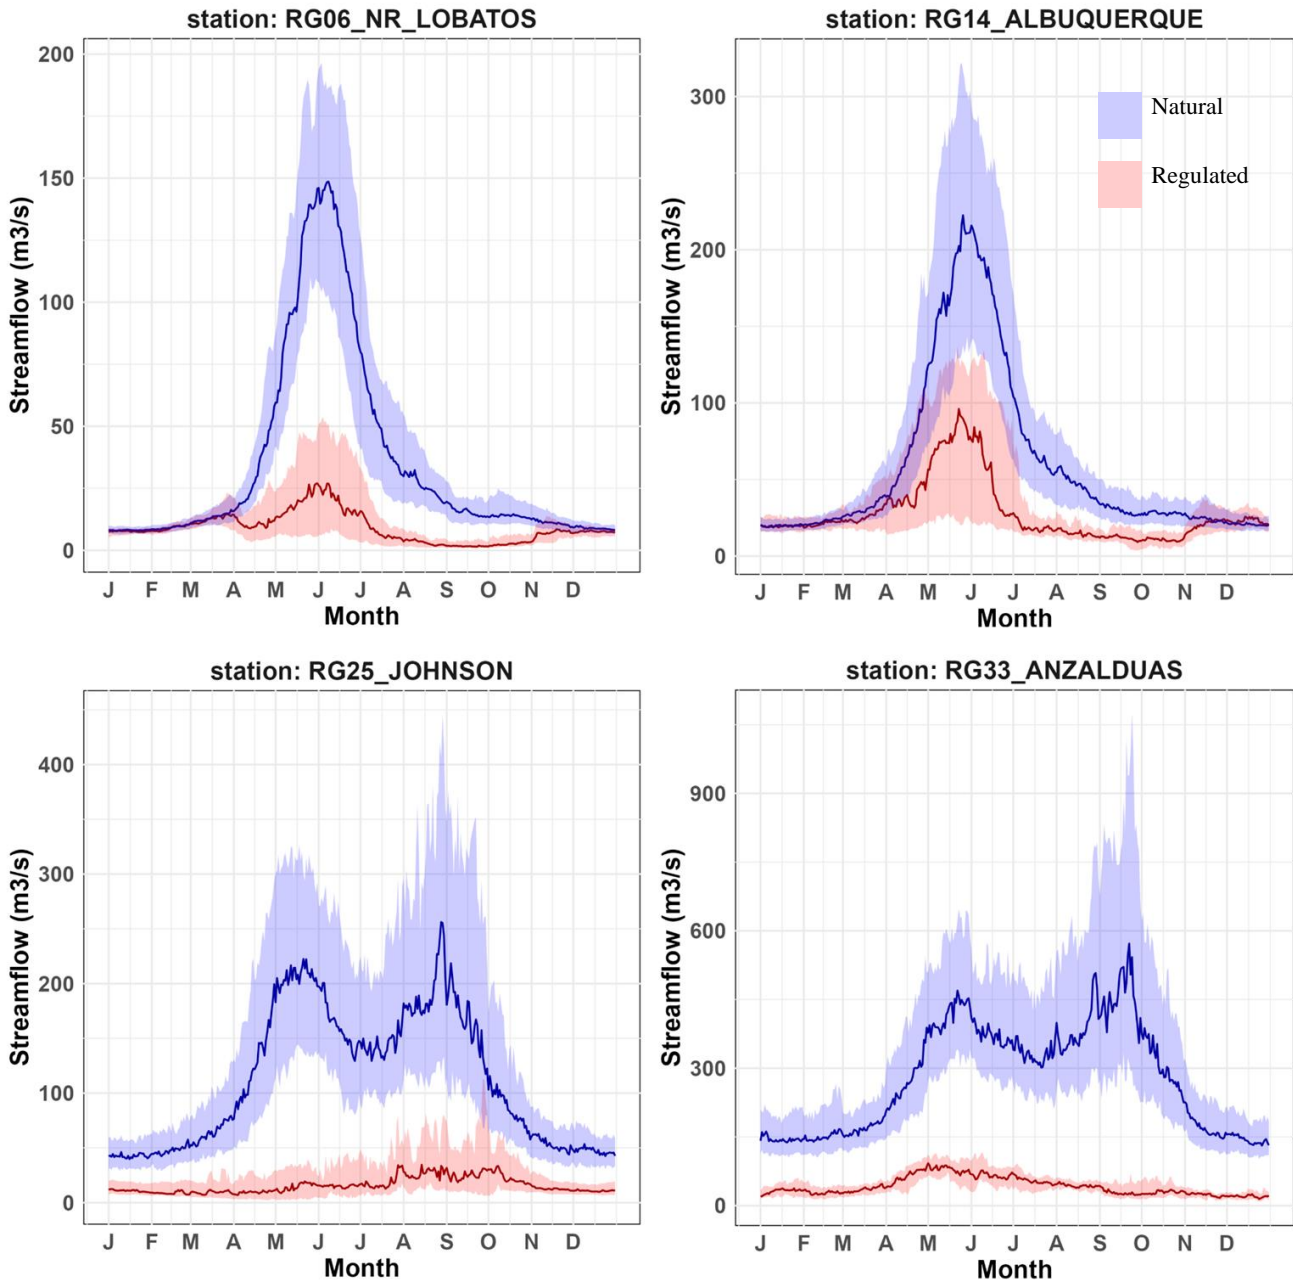 station: RG06_NR_LOBATOS
200
150
100
50
0
Streamflow (m3/s)
J F M A M J J A S O N D
Month
station: RG14_ALBUQUERQUE
300
200
100
0
Streamflow (m3/s)
Natural
Regulated
J F M A M J J A S O N D
Month
station: RG25_JOHNSON
400
300
200
100
0
Streamflow (m3/s)
J F M A M J J A S O N D
Month
station: RG33_ANZALDUAS
900
600
300
0
Streamflow (m3/s)
J F M A M J J A S O N D
Month